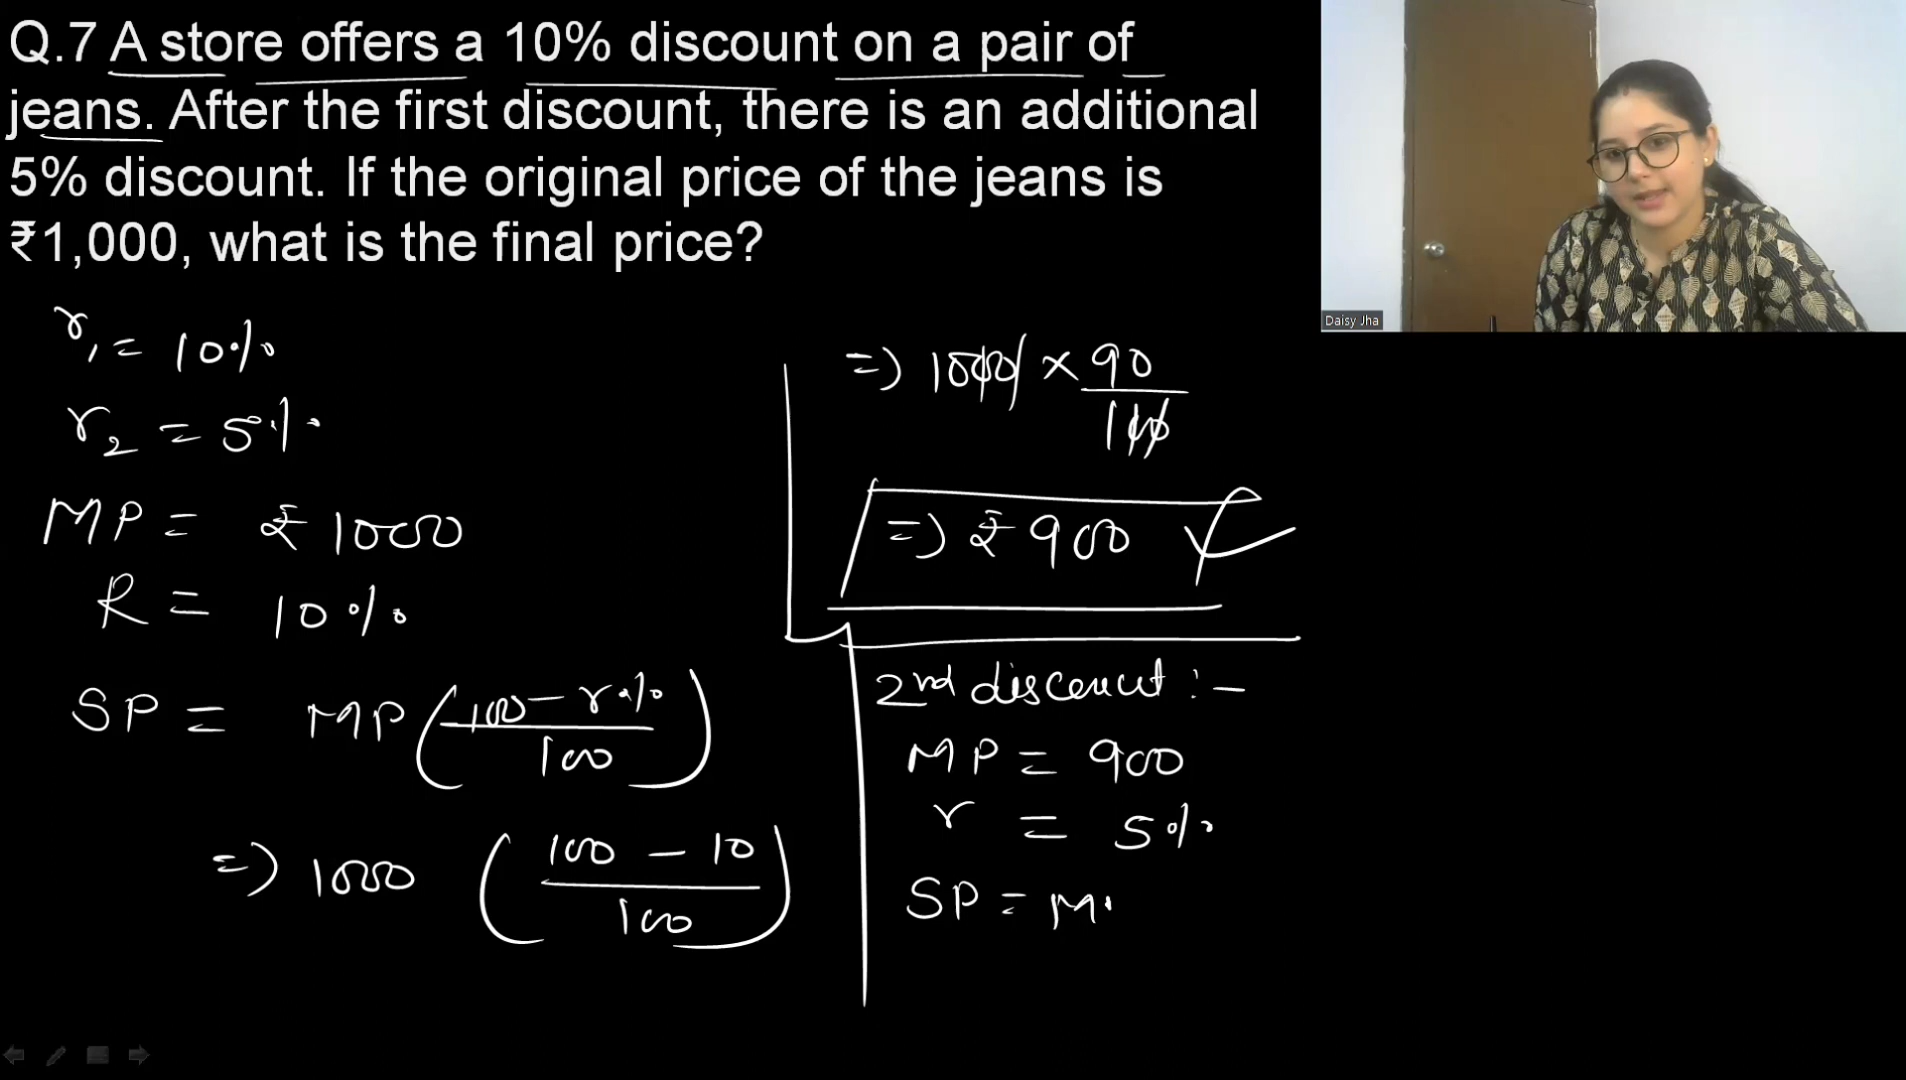 Q.7 A store offers a 10% discount on a pair of
jeans. After the first discount, there is an additional
5% discount. If the original price of the jeans is
₹1,000, what is the final price?
Daisy Jha
r₁ = 10%
r₂ = 5%
MP = ₹ 1000
R = 10%
SP = MP (100 - r% / 100)
=) 1000 (100 - 10 / 100)
=) 1000 × 90 / 100
=) ₹ 900
2nd discount :-
MP = 900
r = 5%
SP = M